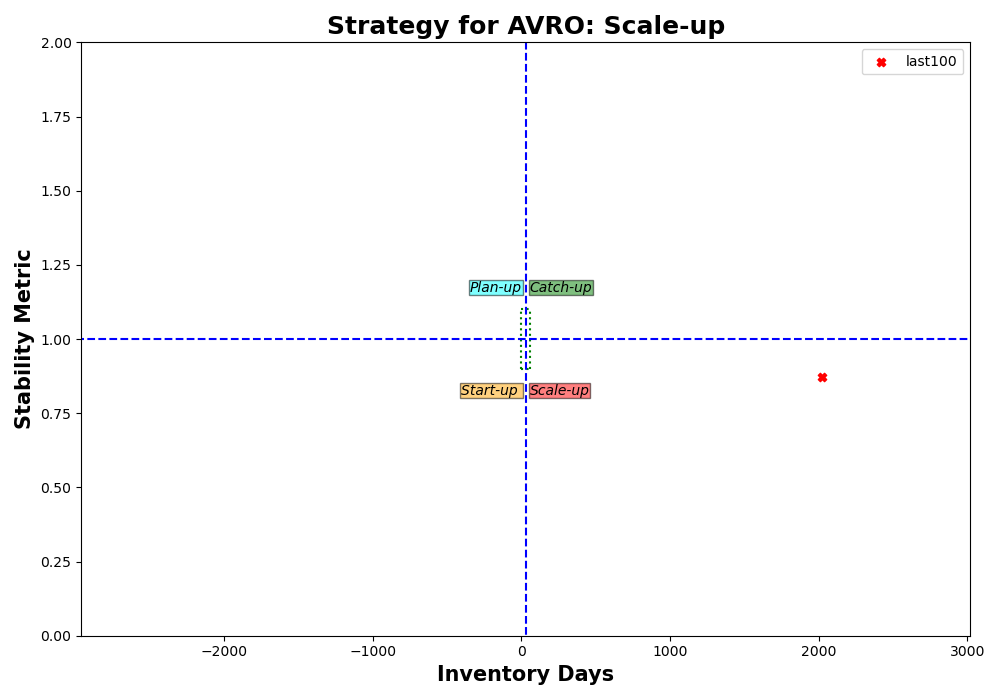 Strategy for AVRO: Scale-up
last100
Stability Metric
2.00
1.75
1.50
1.25
1.00
0.75
0.50
0.25
0.00
Plan-up
Catch-up
Start-up
Scale-up
−2000
−1000
0
1000
2000
3000
Inventory Days